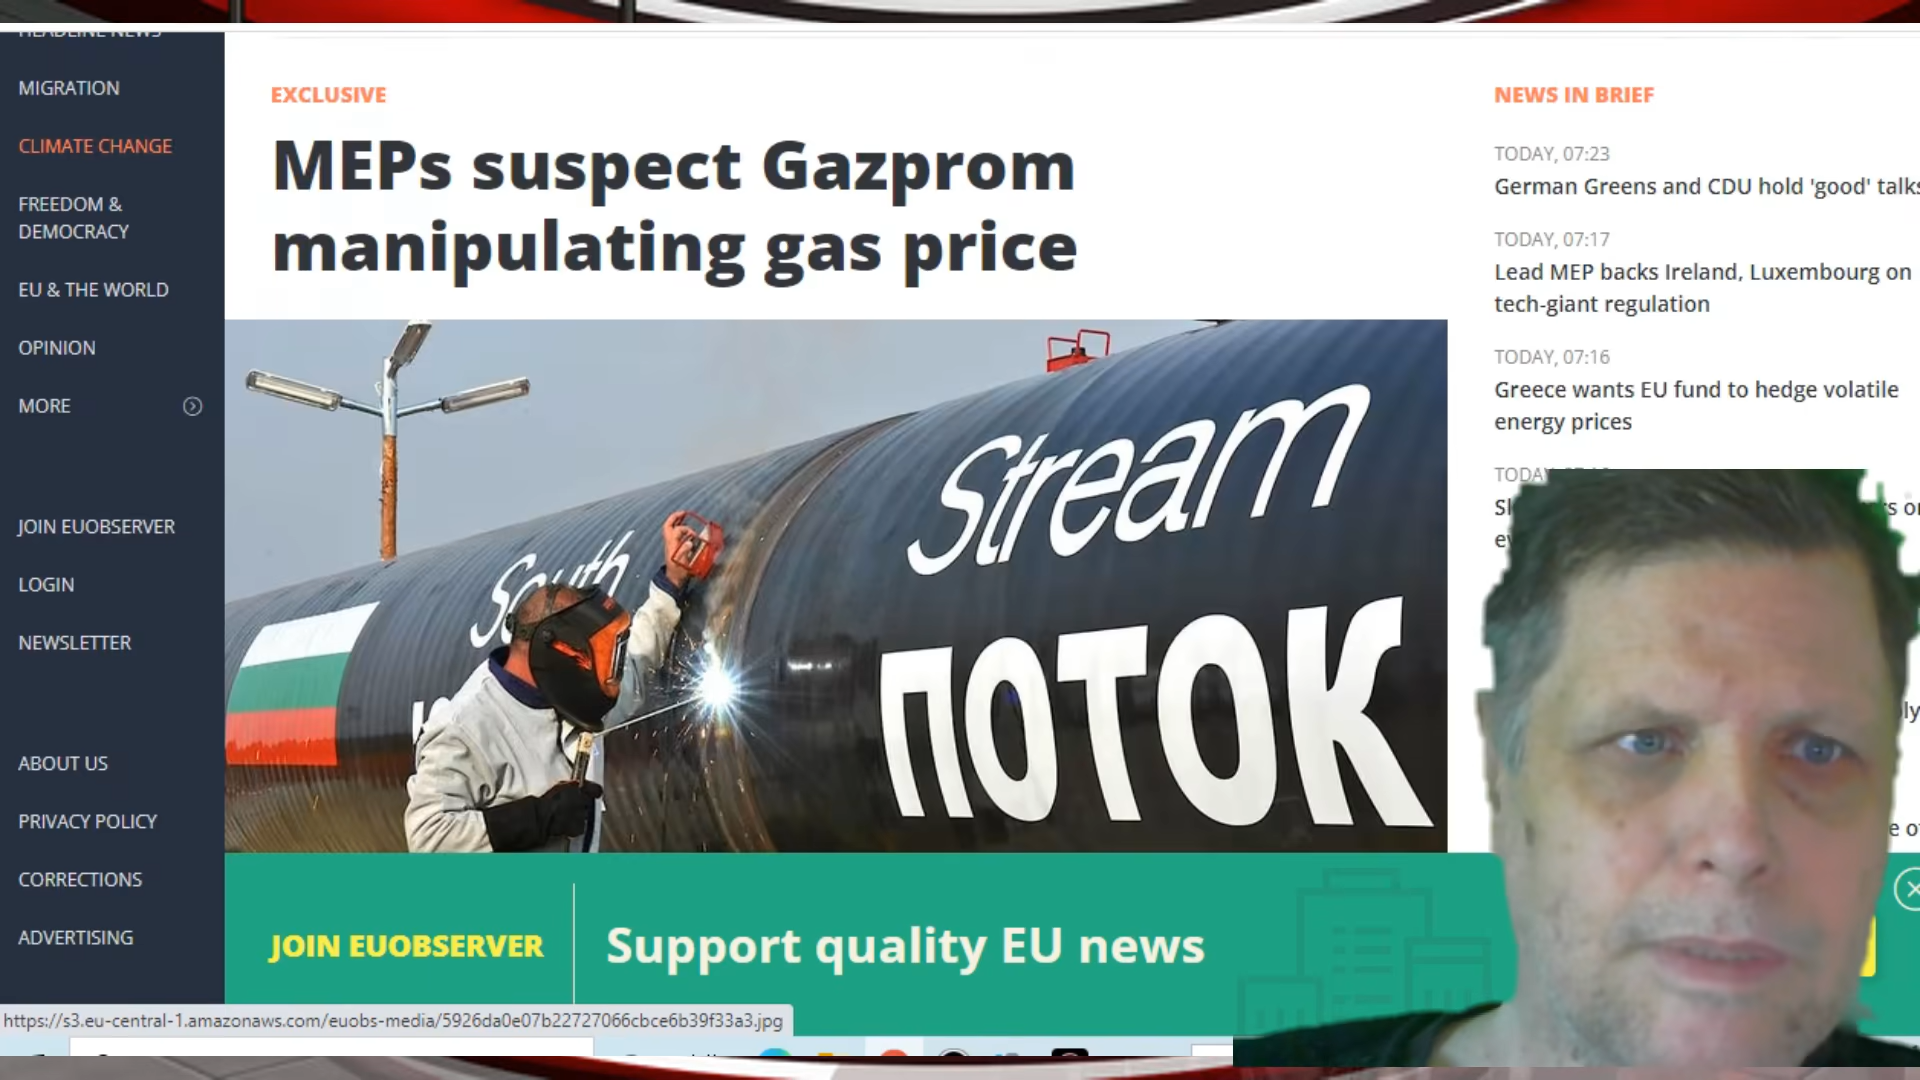 HEADLINE NEWS
MIGRATION
CLIMATE CHANGE
FREEDOM &
DEMOCRACY
EU & THE WORLD
OPINION
MORE
JOIN EUOBSERVER
LOGIN
NEWSLETTER
ABOUT US
PRIVACY POLICY
CORRECTIONS
ADVERTISING
EXCLUSIVE
MEPs suspect Gazprom
manipulating gas price
South
Stream
ПОТОК
NEWS IN BRIEF
TODAY, 07:23
German Greens and CDU hold 'good' talks
TODAY, 07:17
Lead MEP backs Ireland, Luxembourg on
tech-giant regulation
TODAY, 07:16
Greece wants EU fund to hedge volatile
energy prices
JOIN EUOBSERVER
Support quality EU news
https://s3.eu-central-1.amazonaws.com/euobs-media/5926da0e07b22727066cbce6b39f33a3.jpg